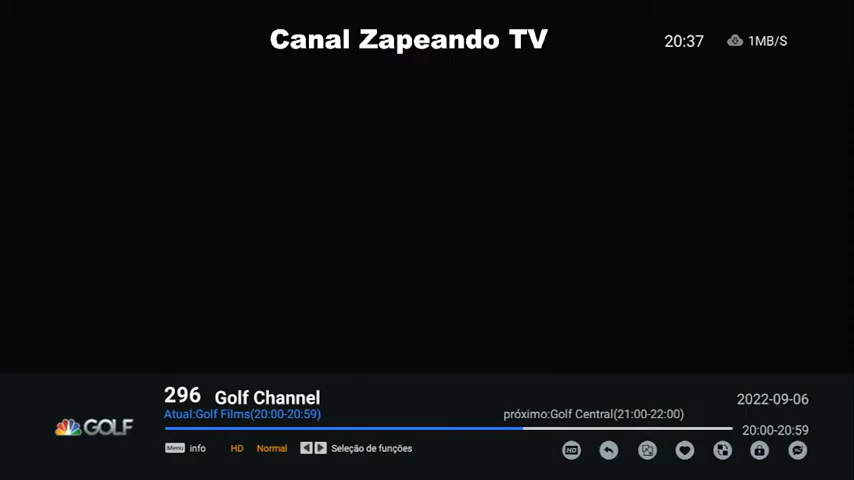 Canal Zapeando TV
20:37 1MB/S
296 Golf Channel
2022-09-06
Atual:Golf Films(20:00-20:59)
próximo:Golf Central(21:00-22:00)
GOLF
20:00-20:59
Menu info HD Normal Seleção de funções
HD